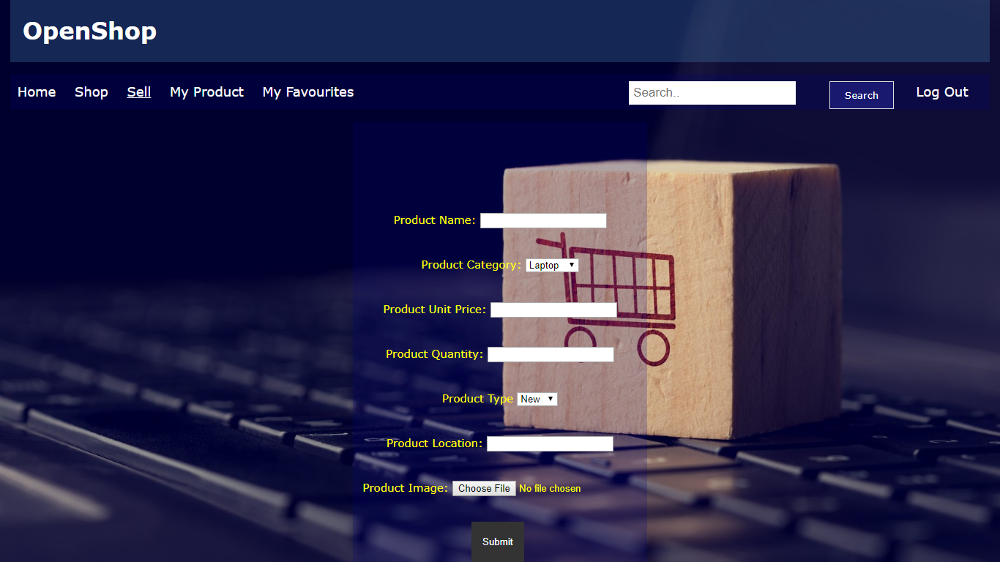 OpenShop
Home Shop Sell My Product My Favourites Search.. Search Log Out
Product Name:
Product Category: Laptop
Product Unit Price:
Product Quantity:
Product Type New
Product Location:
Product Image: Choose File No file chosen
Submit